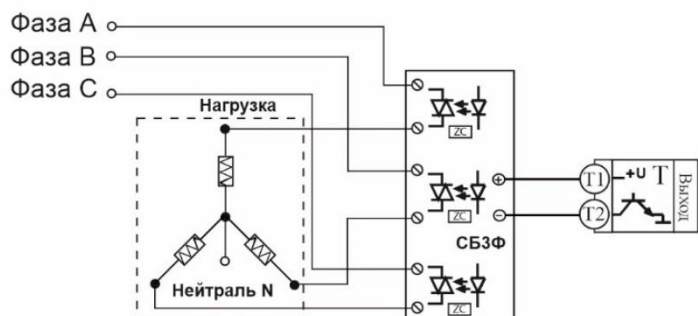 Фаза А
Фаза В
Фаза С
Нагрузка
ZC
ZC
СБ3Ф
Нейтраль N
ZC
+
−
T1
T2
+U T
Выход